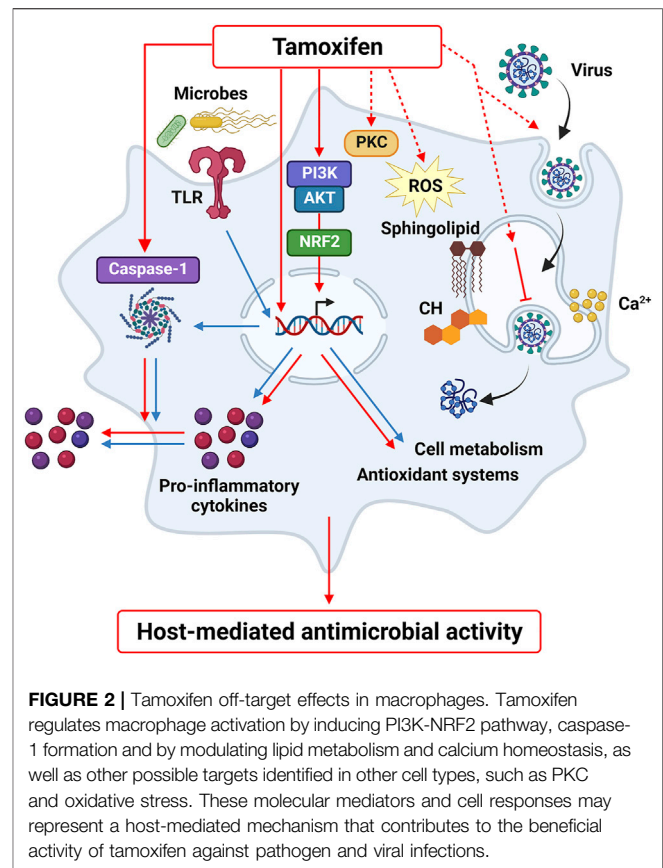 Tamoxifen
Virus
Microbes
PKC
TLR
PI3K
AKT
ROS
NRF2
Sphingolipid
Caspase-1
CH
Ca²⁺
Cell metabolism
Antioxidant systems
Pro-inflammatory
cytokines
Host-mediated antimicrobial activity
FIGURE 2 | Tamoxifen off-target effects in macrophages. Tamoxifen
regulates macrophage activation by inducing PI3K-NRF2 pathway, caspase-
1 formation and by modulating lipid metabolism and calcium homeostasis, as
well as other possible targets identified in other cell types, such as PKC
and oxidative stress. These molecular mediators and cell responses may
represent a host-mediated mechanism that contributes to the beneficial
activity of tamoxifen against pathogen and viral infections.